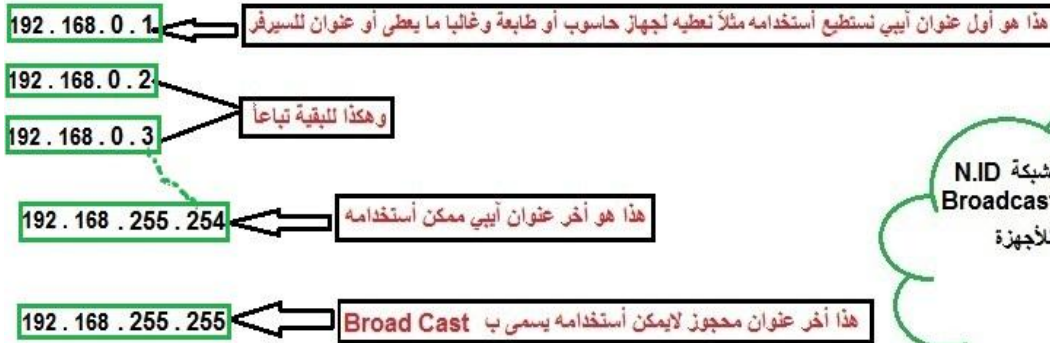 192 . 168 . 0 . 1
هذا هو أول عنوان آيبي نستطيع أستخدامه مثلاً نعطيه لجهاز حاسوب أو طابعة وغالبا ما يعطى أو عنوان للسيرفر
192 . 168 . 0 . 2
192 . 168 . 0 . 3
وهكذا للبقية تباعاً
192 . 168 . 255 . 254
هذا هو أخر عنوان آيبي ممكن أستخدامه
192 . 168 . 255 . 255
هذا أخر عنوان محجوز لايمكن أستخدامه يسمى ب Broad Cast
شبكة N.ID
Broadcast
للأجهزة